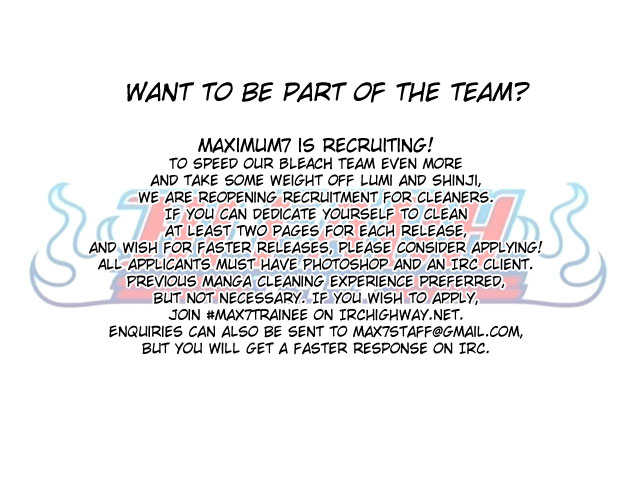 WANT TO BE PART OF THE TEAM?
MAXIMUM7 IS RECRUITING!
TO SPEED OUR BLEACH TEAM EVEN MORE
AND TAKE SOME WEIGHT OFF LUMI AND SHINJI,
WE ARE REOPENING RECRUITMENT FOR CLEANERS.
IF YOU CAN DEDICATE YOURSELF TO CLEAN
AT LEAST TWO PAGES FOR EACH RELEASE,
AND WISH FOR FASTER RELEASES, PLEASE CONSIDER APPLYING!
ALL APPLICANTS MUST HAVE PHOTOSHOP AND AN IRC CLIENT.
PREVIOUS MANGA CLEANING EXPERIENCE PREFERRED,
BUT NOT NECESSARY. IF YOU WISH TO APPLY,
JOIN #MAX7TRAINEE ON IRCHIGHWAY.NET.
ENQUIRIES CAN ALSO BE SENT TO MAX7STAFF@GMAIL.COM,
BUT YOU WILL GET A FASTER RESPONSE ON IRC.